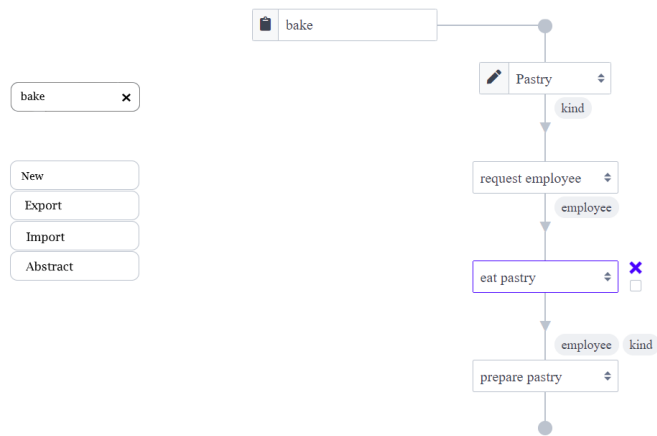 bake
Pastry
kind
request employee
employee
eat pastry
employee kind
prepare pastry
bake
New
Export
Import
Abstract